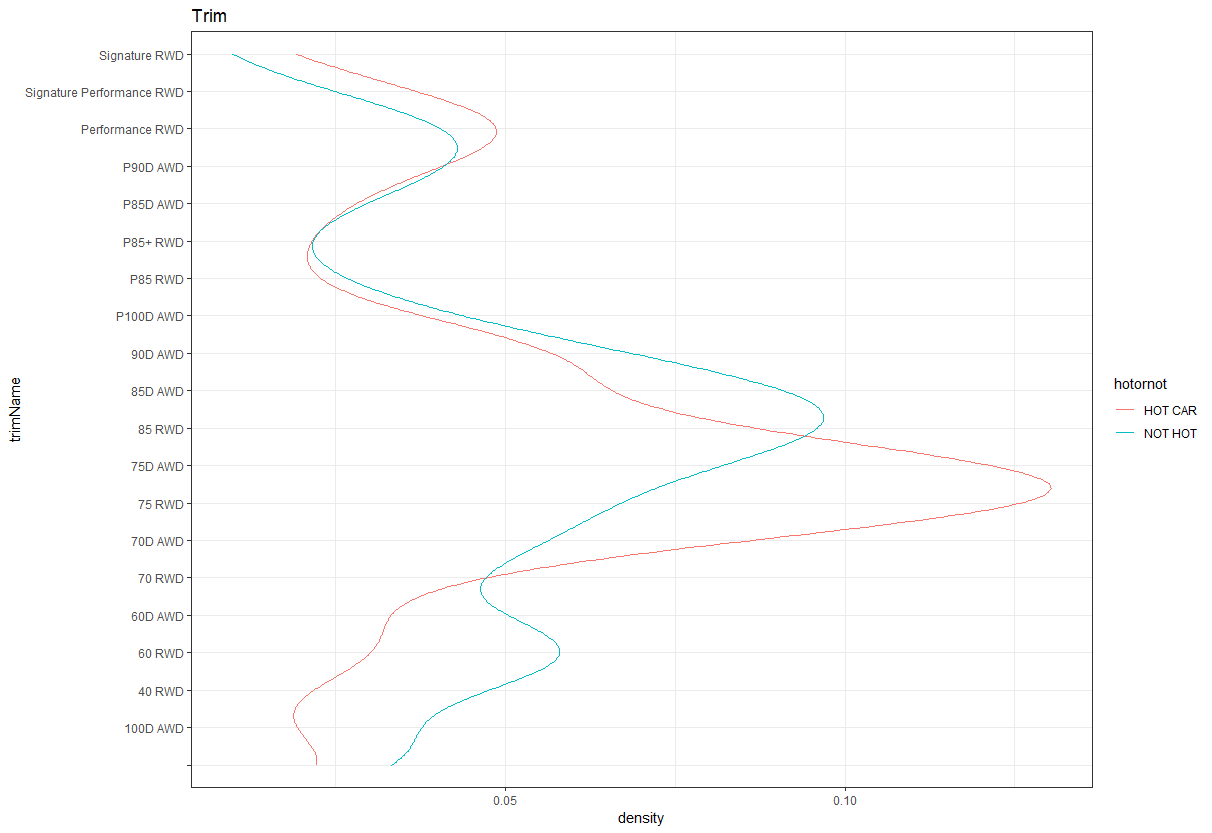 Trim
Signature RWD
Signature Performance RWD
Performance RWD
P90D AWD
P85D AWD
P85+ RWD
P85 RWD
P100D AWD
90D AWD
85D AWD
85 RWD
75D AWD
75 RWD
70D AWD
70 RWD
60D AWD
60 RWD
40 RWD
100D AWD
trimName
0.05
0.10
density
hotornot
HOT CAR
NOT HOT